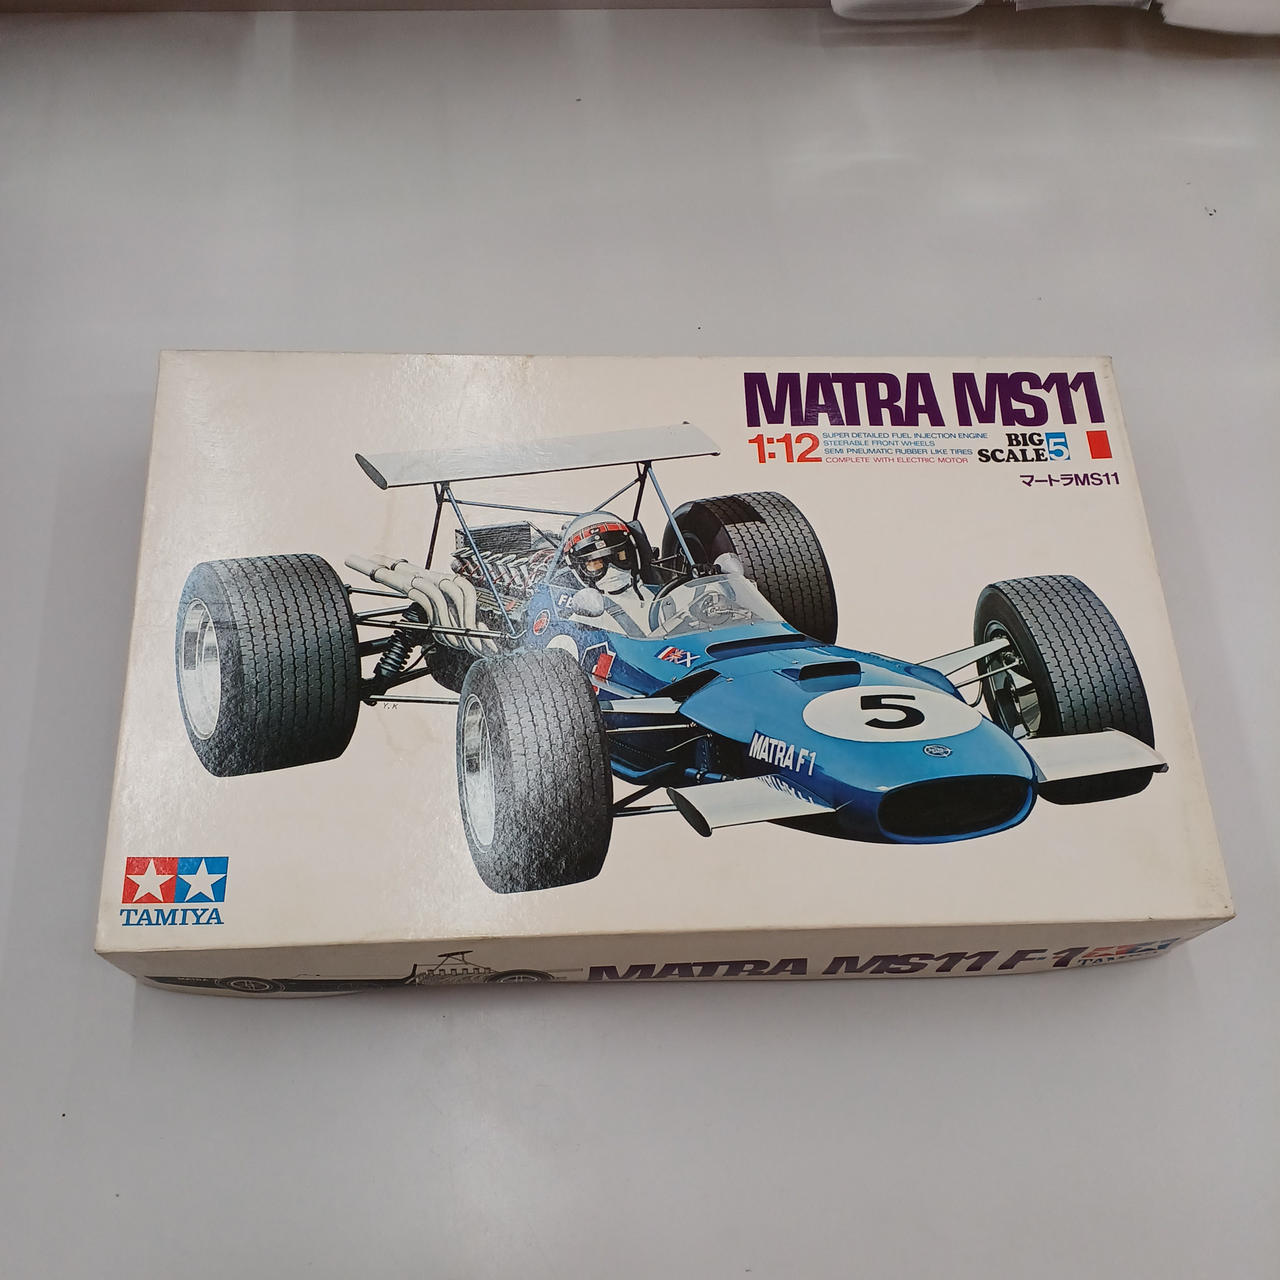 MATRA MS11
1:12
SUPER DETAILED FUEL INJECTION ENGINE
STEERABLE FRONT WHEELS
SEMI PNEUMATIC RUBBER LIKE TIRES
COMPLETE WITH ELECTRIC MOTOR
BIG
SCALE 5
マートラMS11
5
MATRA F1
Y.K
TAMIYA
MATRA
MATRA MS11 F-1
TAMIYA